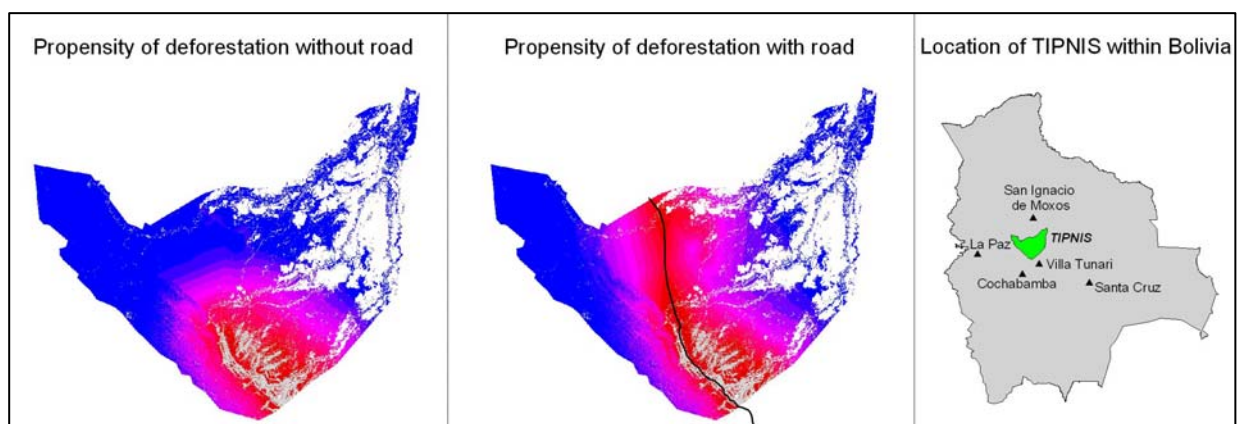 Propensity of deforestation without road
Propensity of deforestation with road
Location of TIPNIS within Bolivia
San Ignacio
de Moxos
TIPNIS
La Paz
Villa Tunari
Cochabamba
Santa Cruz